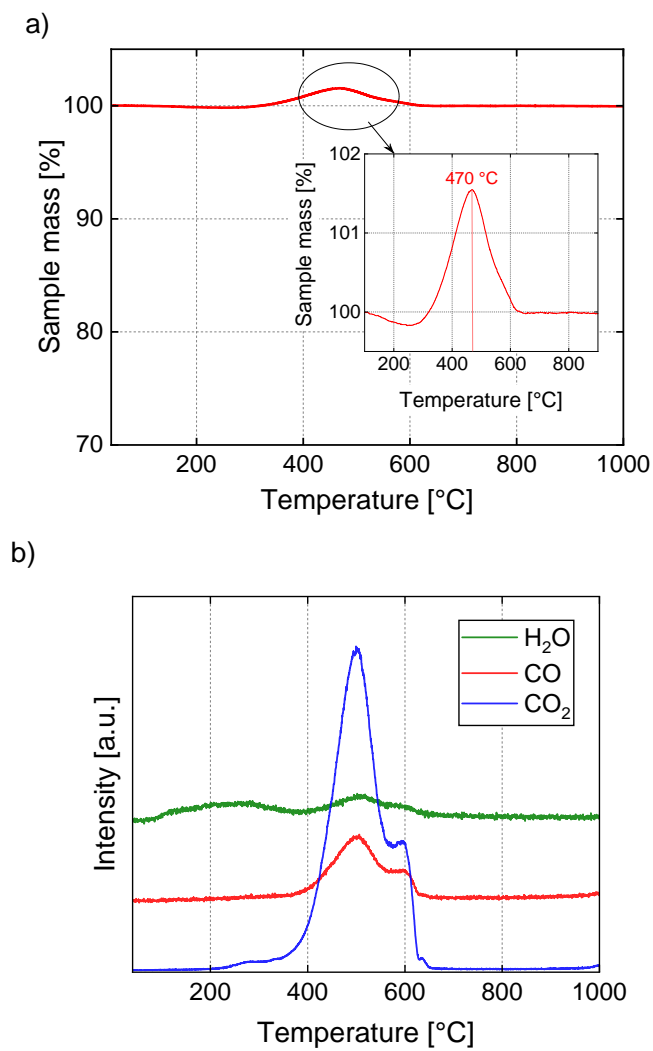 a)
Sample mass [%]
100
90
80
70
200
400
600
800
1000
Temperature [°C]
Sample mass [%]
102
101
100
470 °C
200
400
600
800
Temperature [°C]
b)
Intensity [a.u.]
H₂O
CO
CO₂
200
400
600
800
1000
Temperature [°C]